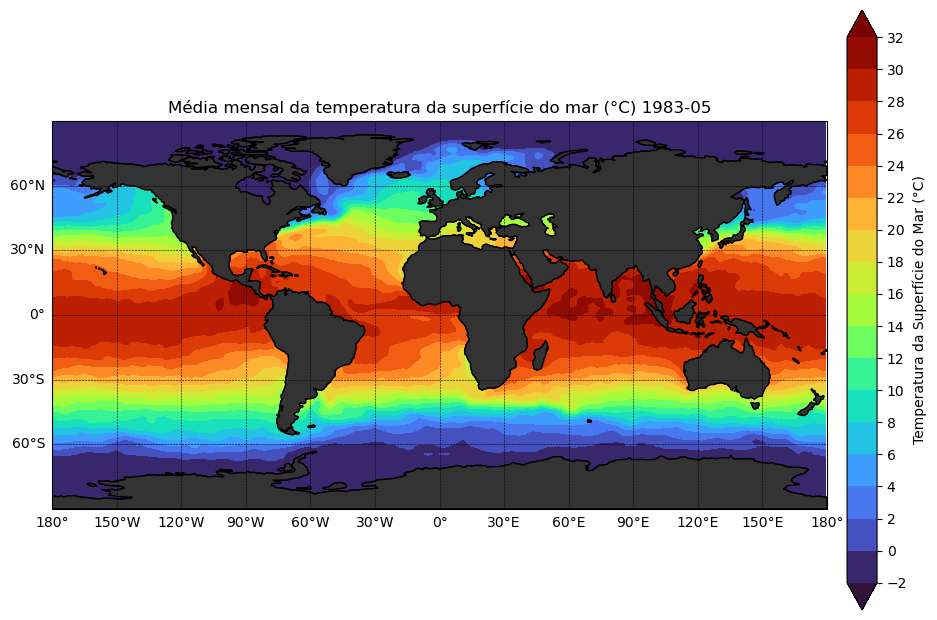 Média mensal da temperatura da superfície do mar (°C) 1983-05
60°N
30°N
0°
30°S
60°S
180° 150°W 120°W 90°W 60°W 30°W 0° 30°E 60°E 90°E 120°E 150°E 180°
32
30
28
26
24
22
20
18
16
14
12
10
8
6
4
2
0
−2
Temperatura da Superfície do Mar (°C)